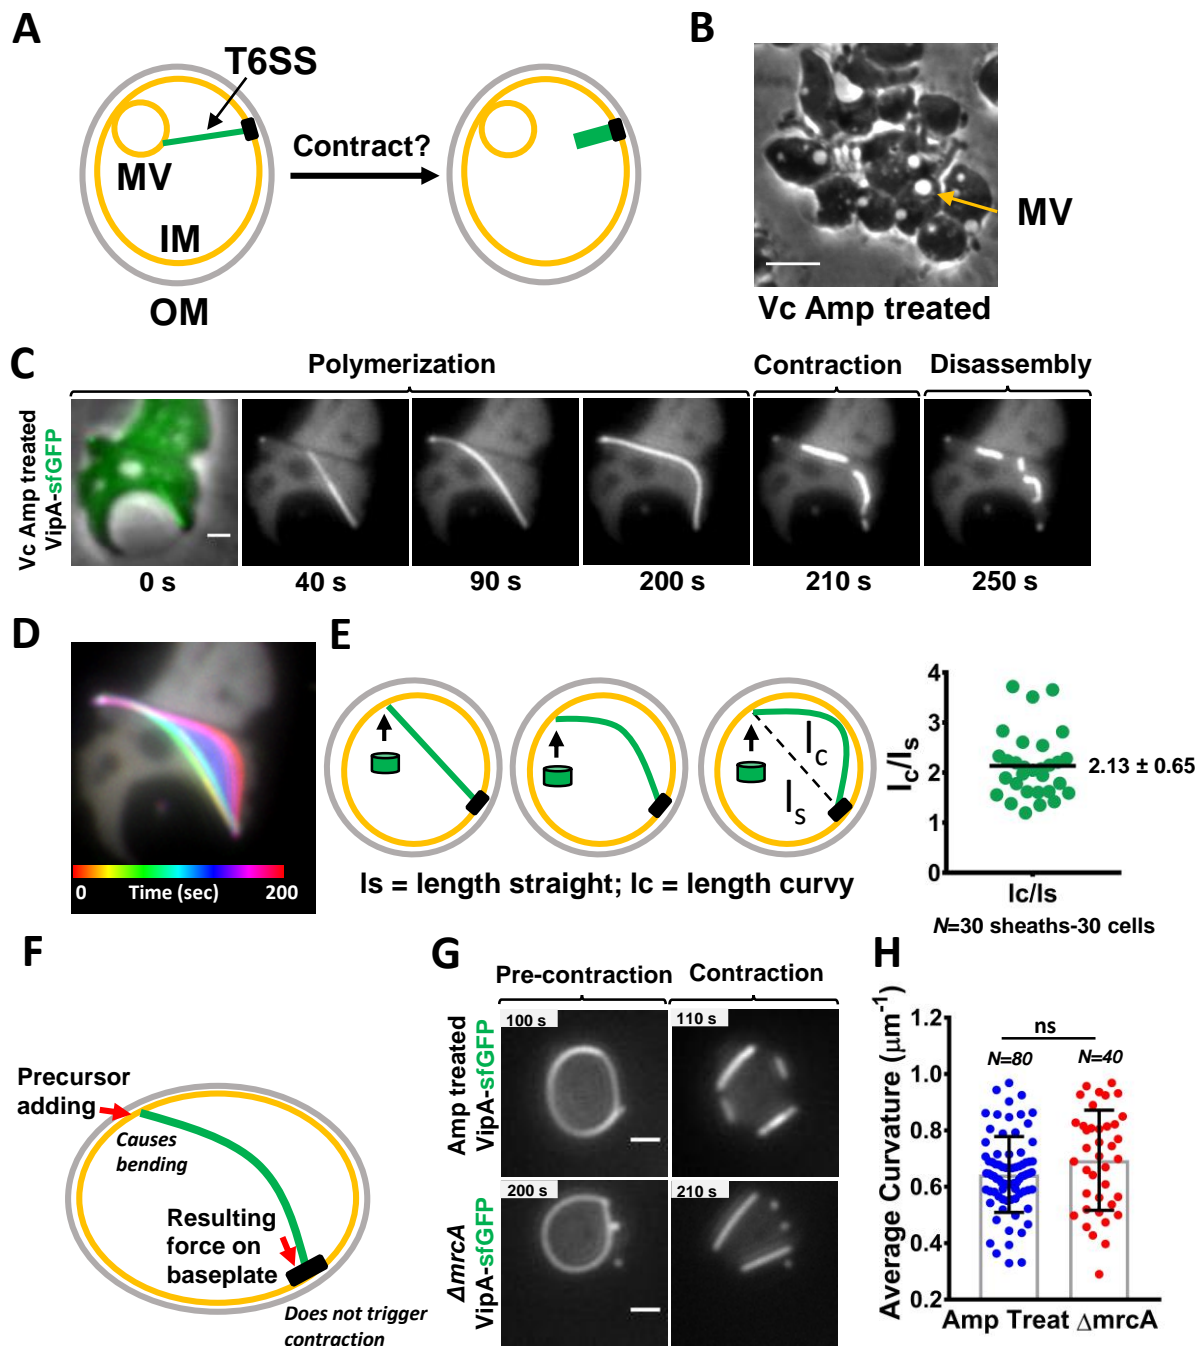 A
T6SS
MV
IM
OM
Contract?
B
MV
Vc Amp treated
C
Polymerization
Contraction
Disassembly
Vc Amp treated
VipA-sfGFP
0 s
40 s
90 s
200 s
210 s
250 s
D
0
Time (sec)
200
E
lc
ls
ls = length straight; lc = length curvy
lc/ls
4
3
2
1
0
2.13 ± 0.65
lc/ls
N=30 sheaths-30 cells
F
Precursor
adding
Causes
bending
Resulting
force on
baseplate
Does not trigger
contraction
G
Pre-contraction
Contraction
Amp treated
VipA-sfGFP
100 s
110 s
ΔmrcA
VipA-sfGFP
200 s
210 s
H
Average Curvature (µm⁻¹)
1.2
1.0
0.8
0.6
0.4
0.2
ns
N=80
N=40
Amp Treat
ΔmrcA